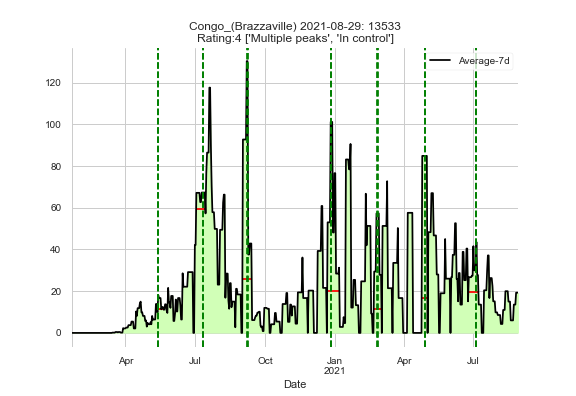 Congo_(Brazzaville) 2021-08-29: 13533
Rating:4 ['Multiple peaks', 'In control']
Average-7d
120
100
80
60
40
20
0
Apr
Jul
Oct
Jan
2021
Apr
Jul
Date